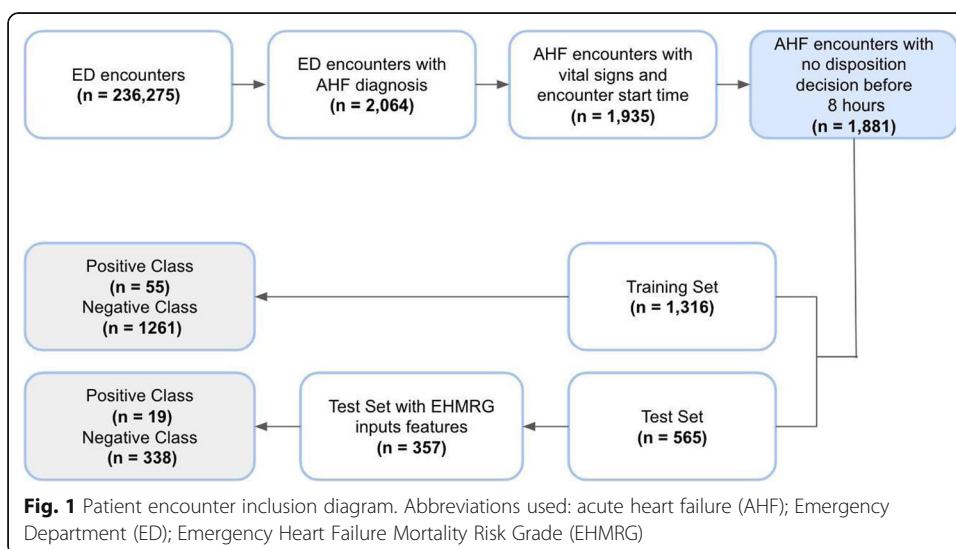 ED encounters
(n = 236,275)
ED encounters with
AHF diagnosis
(n = 2,064)
AHF encounters with
vital signs and
encounter start time
(n = 1,935)
AHF encounters with
no disposition
decision before
8 hours
(n = 1,881)
Positive Class
(n = 55)
Negative Class
(n = 1261)
Training Set
(n = 1,316)
Positive Class
(n = 19)
Negative Class
(n = 338)
Test Set with EHMRG
inputs features
(n = 357)
Test Set
(n = 565)
Fig. 1 Patient encounter inclusion diagram. Abbreviations used: acute heart failure (AHF); Emergency
Department (ED); Emergency Heart Failure Mortality Risk Grade (EHMRG)